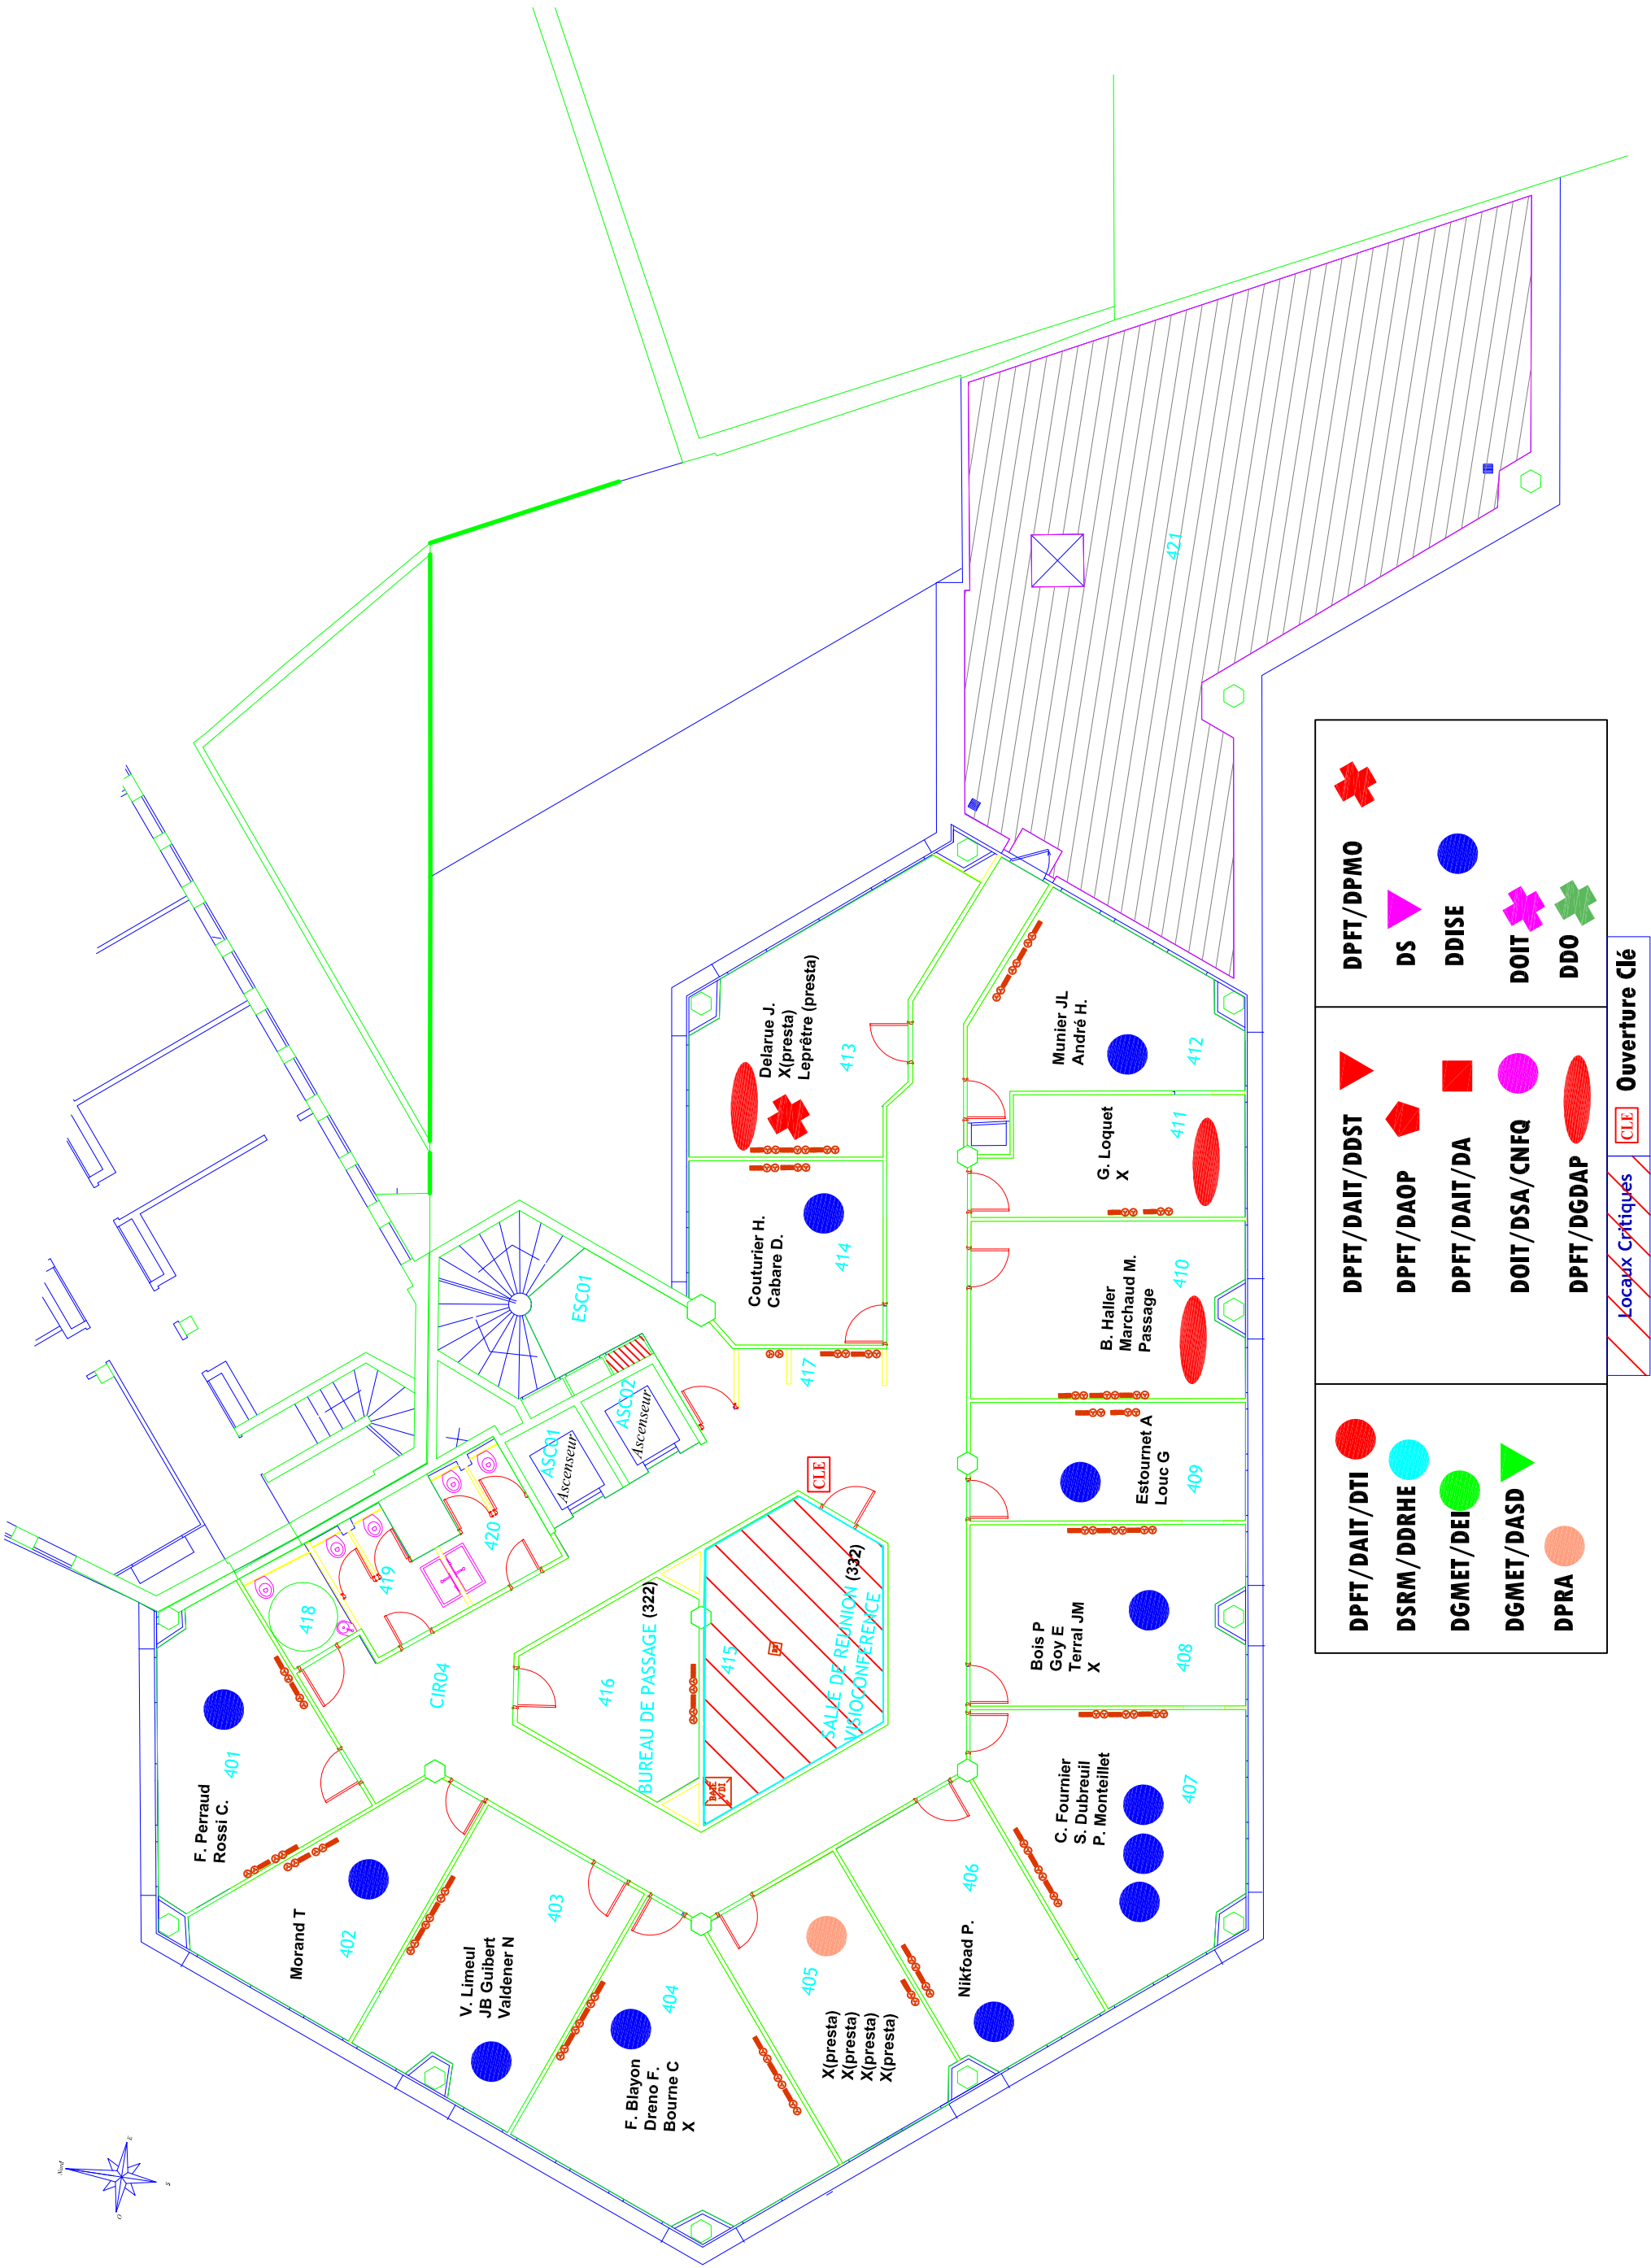 F. Perraud
Rossi C.
401
Morand T
402
V. Limeul
JB Guibert
Valdener N
403
F. Blayon
Dreno F.
Bourne C
X
404
X(presta)
X(presta)
X(presta)
X(presta)
405
Nikfoad P.
406
C. Fournier
S. Dubreuil
P. Monteillet
407
Bois P
Goy E
Terral JM
X
408
Estournet A
Louc G
409
B. Haller
Marchaud M.
Passage
410
G. Loquet
X
411
Munier JL
André H.
412
Delarue J.
X(presta)
Leprêtre (presta)
413
Couturier H.
Cabare D.
414
415
SALLE DE REUNION (332)
VISIOCONFERENCE
416
BUREAU DE PASSAGE (322)
BAIE
VDI
CLE
417
418
419
420
421
CIR04
ESC01
ASC01
Ascenseur
ASC02
Ascenseur
Nord
E
S
O
DPFT/DAIT/DTI
DSRM/DDRHE
DGMET/DEI
DGMET/DASD
DPRA
DPFT/DAIT/DDST
DPFT/DAOP
DPFT/DAIT/DA
DOIT/DSA/CNFQ
DPFT/DGDAP
DPFT/DPMO
DS
DDISE
DOIT
DDO
Locaux Critiques
CLE Ouverture Clé